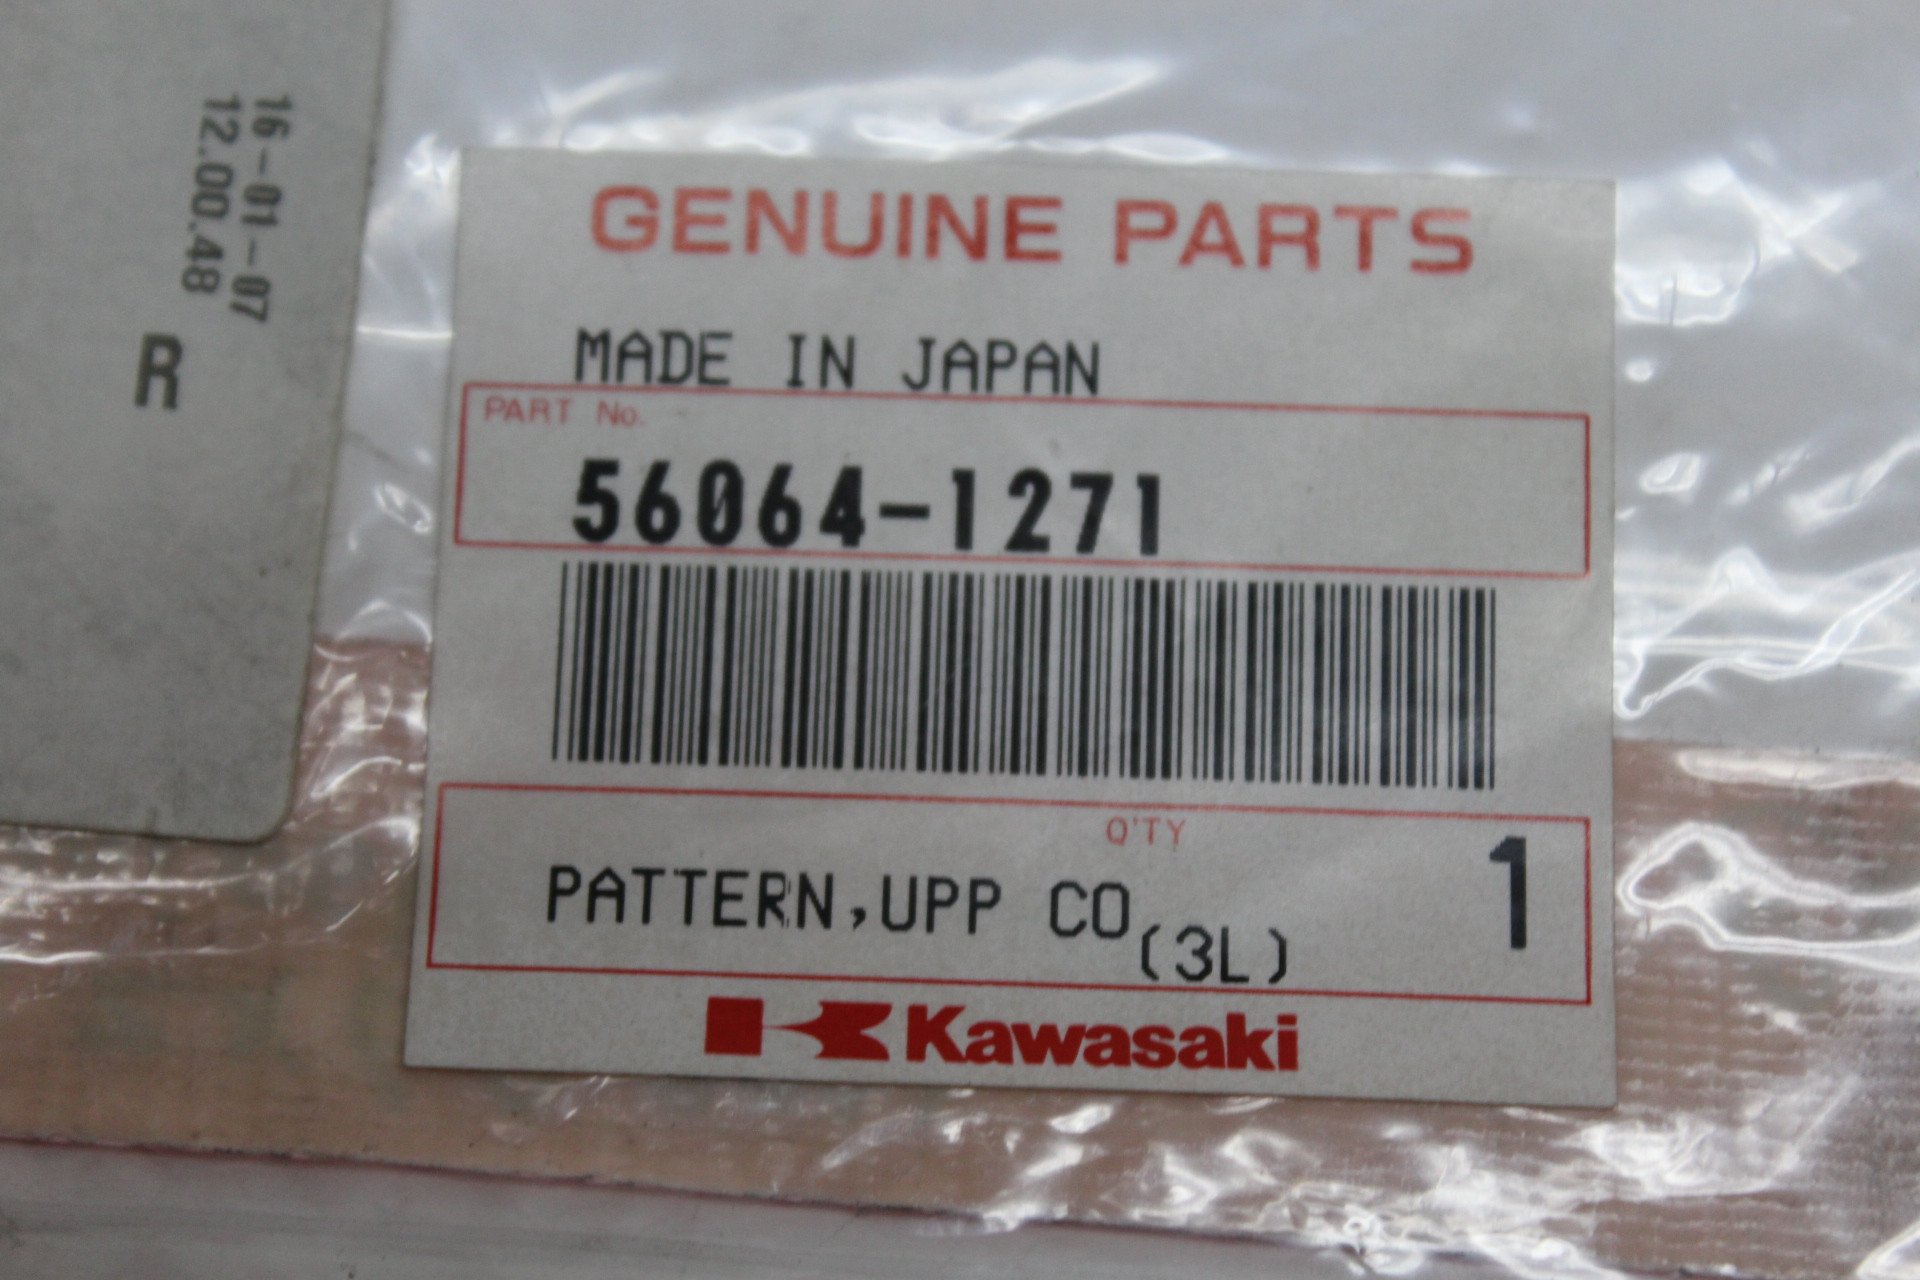 16-01-07
12.00.48
R
GENUINE PARTS
MADE IN JAPAN
PART No.
56064-1271
Q'TY
1
PATTERN,UPP CO
(3L)
Kawasaki